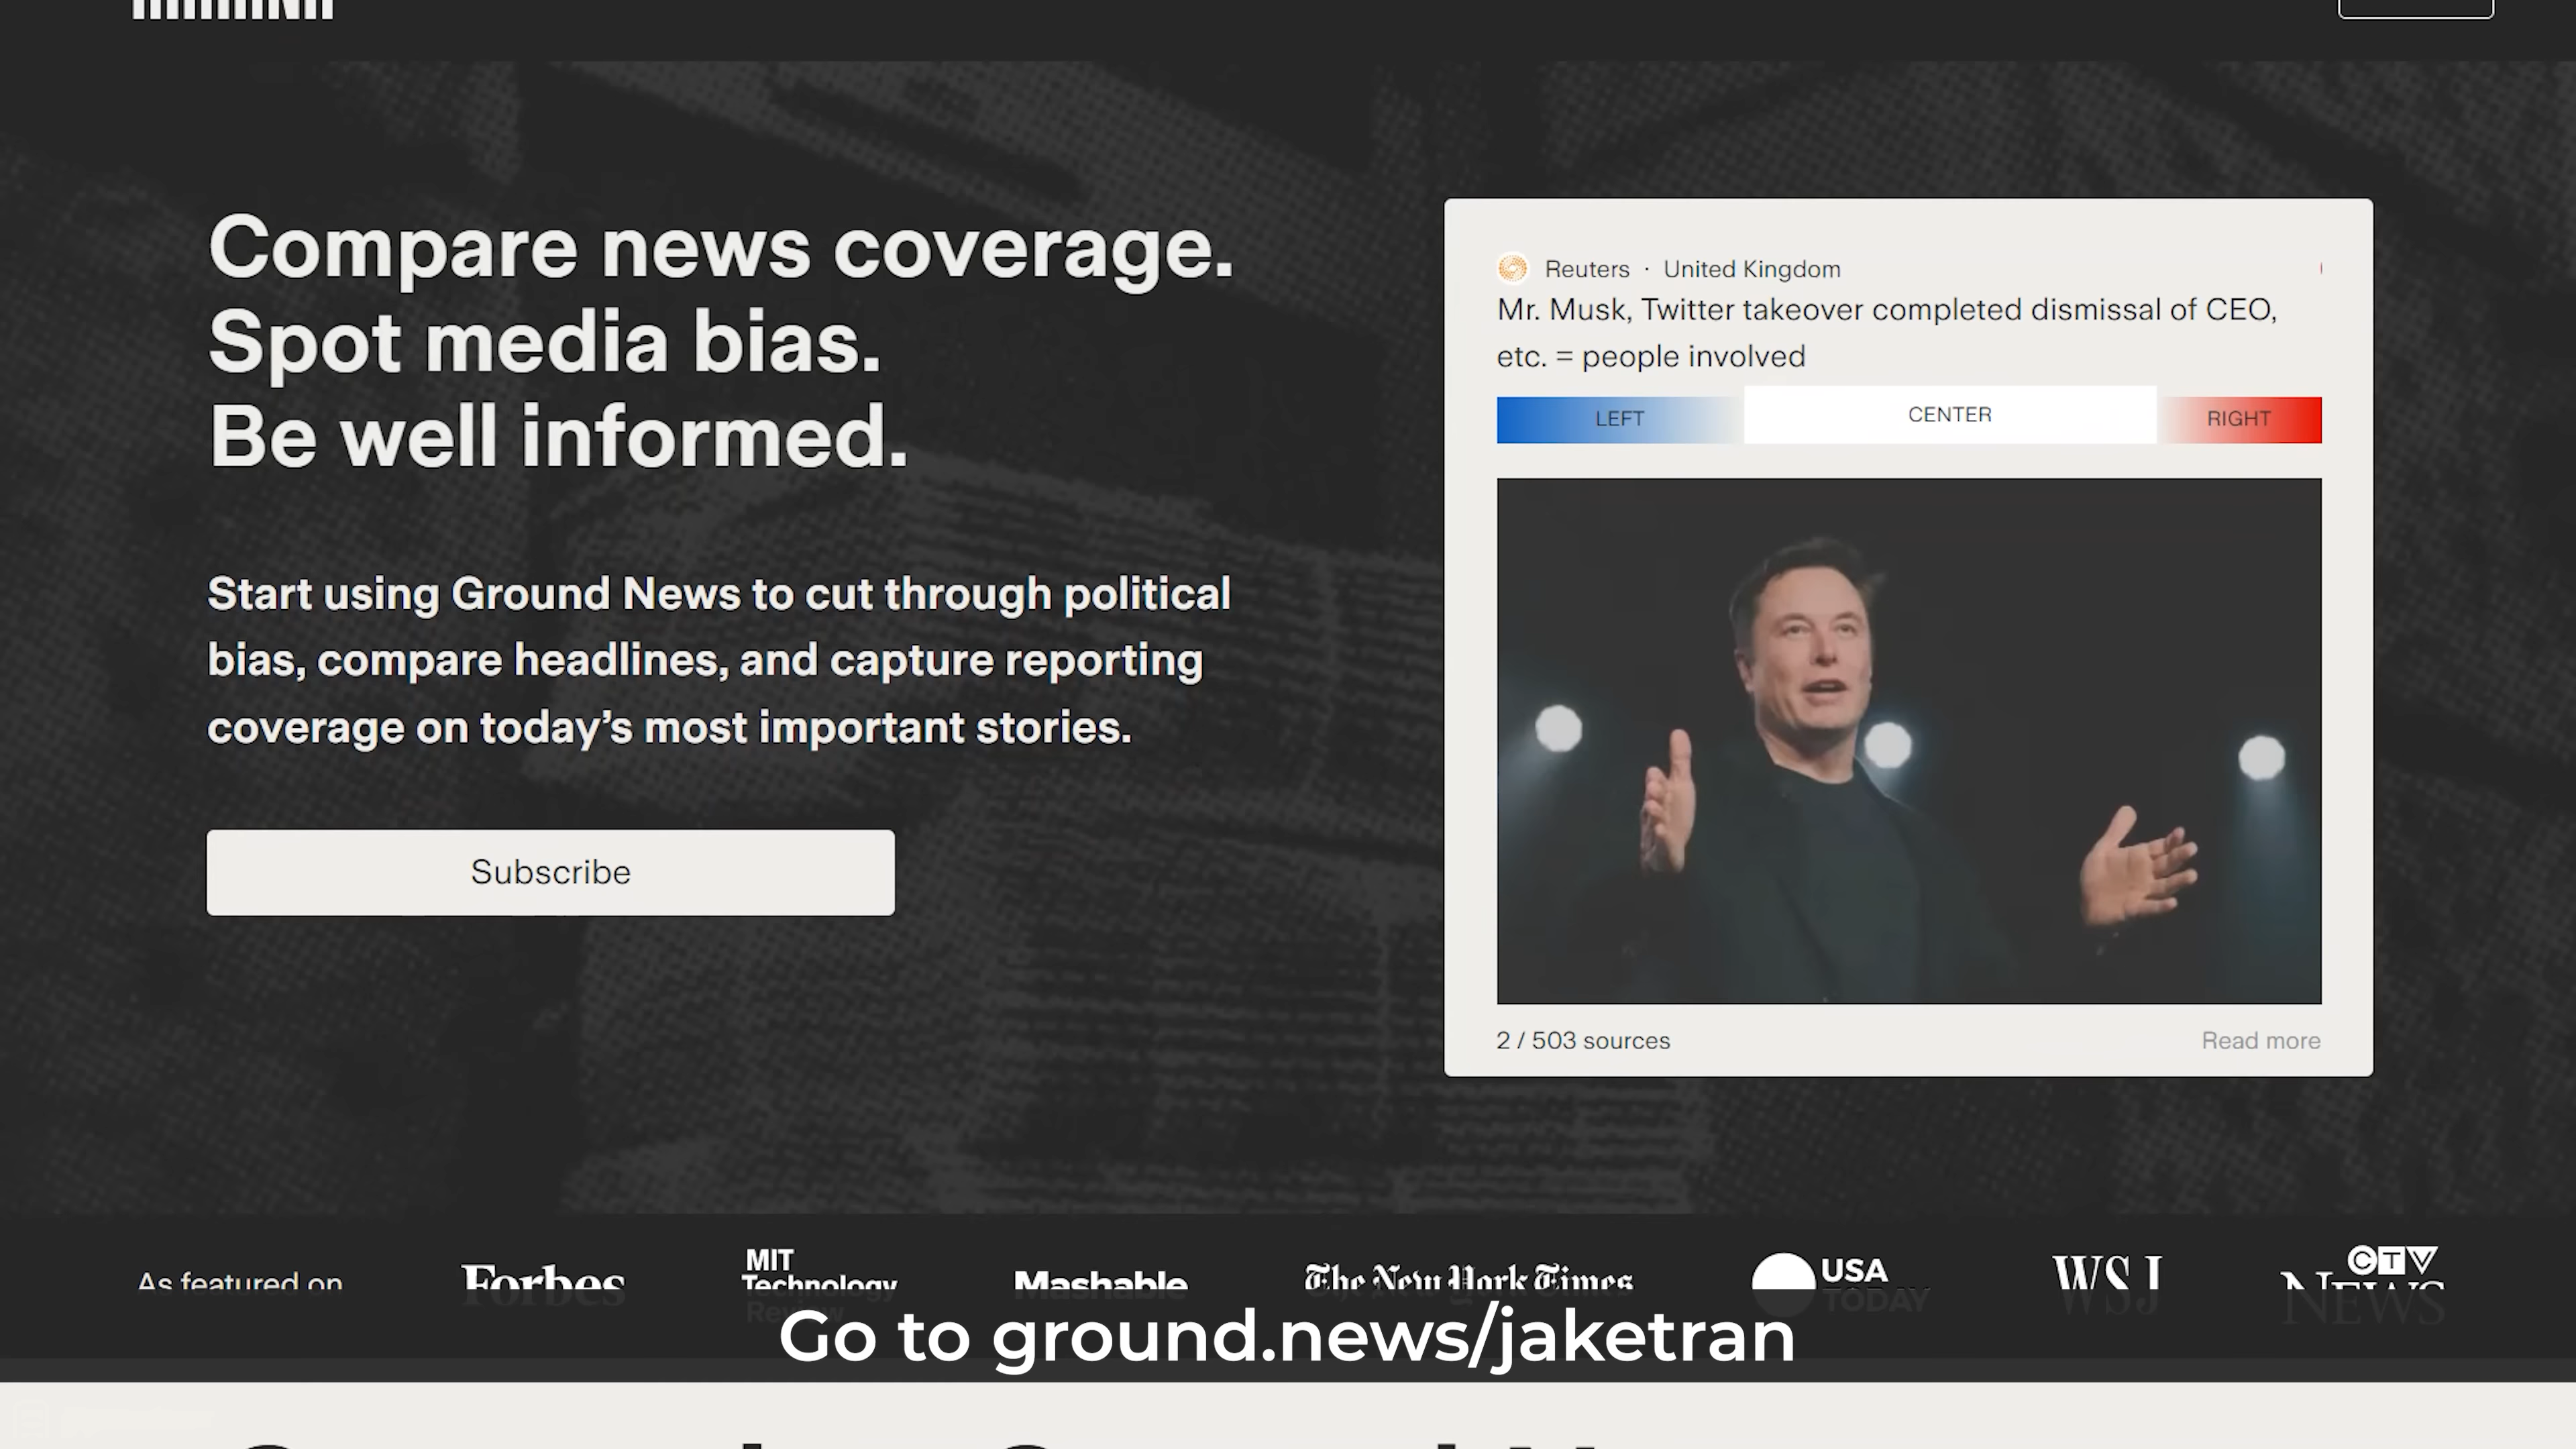 Compare news coverage.
Spot media bias.
Be well informed.
Start using Ground News to cut through political
bias, compare headlines, and capture reporting
coverage on today's most important stories.
Subscribe
Reuters · United Kingdom
Mr. Musk, Twitter takeover completed dismissal of CEO,
etc. = people involved
LEFT CENTER RIGHT
2 / 503 sources Read more
As featured on
Forbes
MIT
Technology
Review
Mashable
The New York Times
USA
TODAY
WSJ
CTV
NEWS
Go to ground.news/jaketran